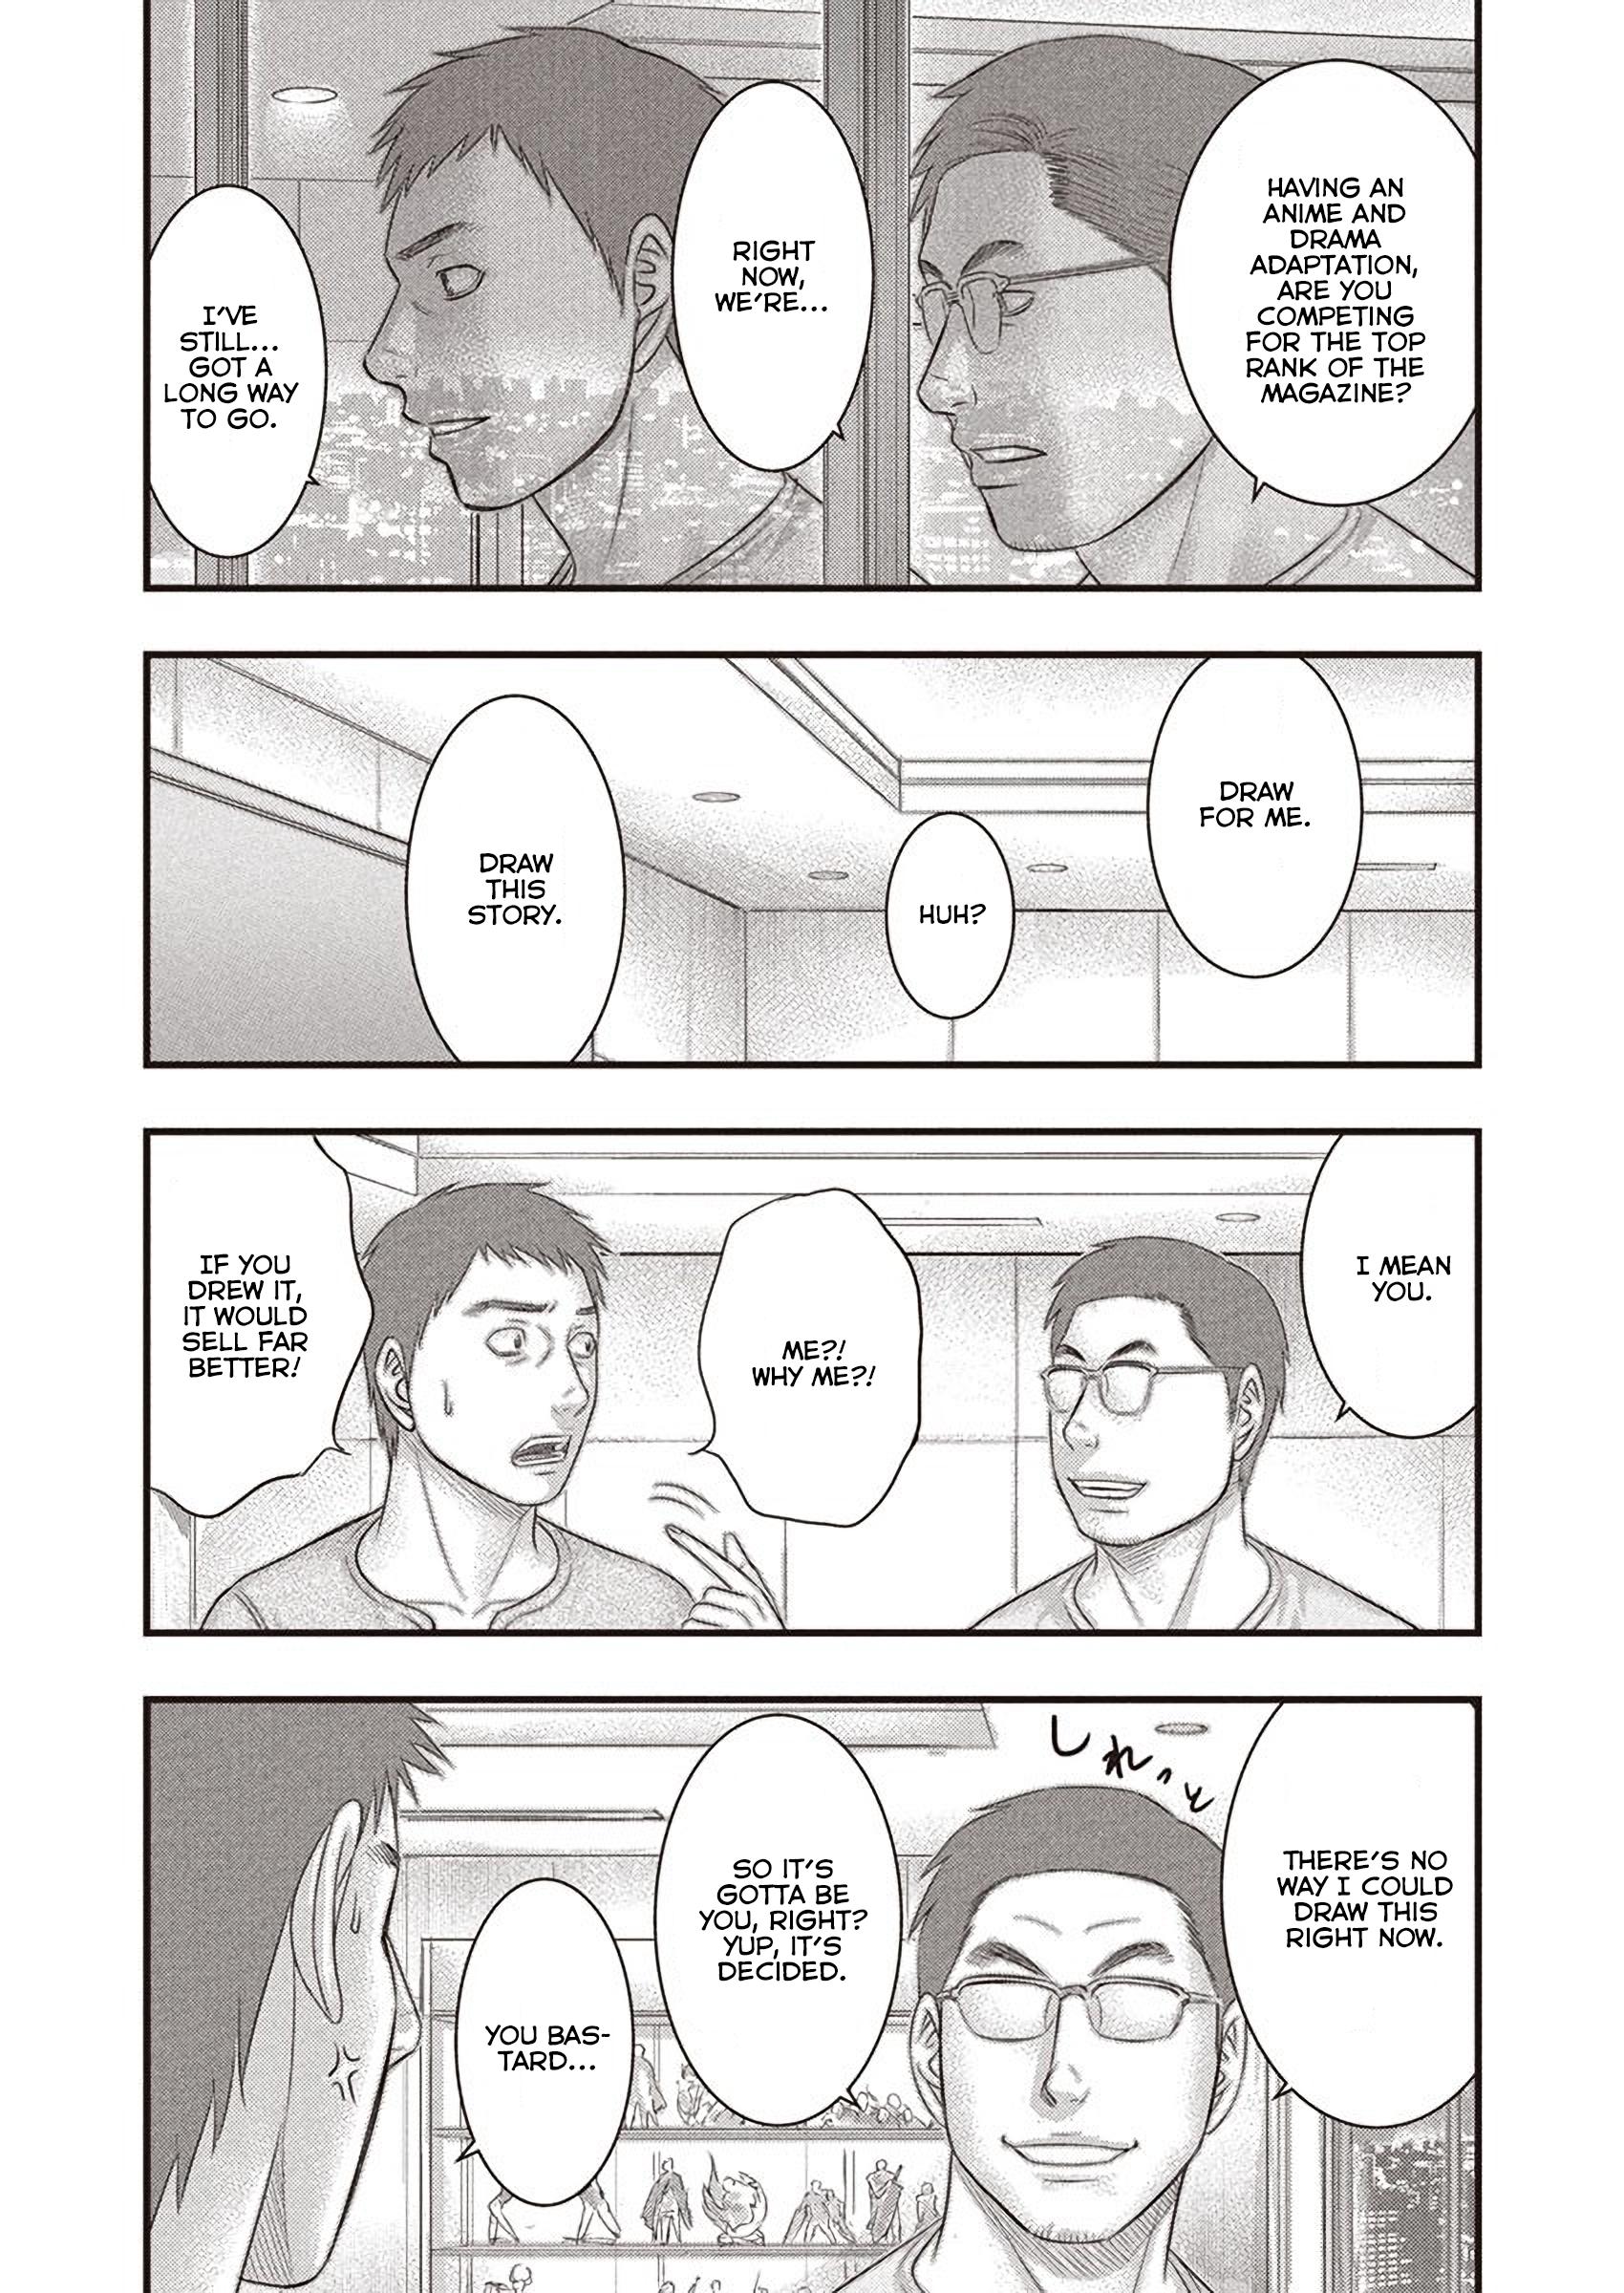 HAVING AN
ANIME AND
DRAMA
ADAPTATION,
ARE YOU
COMPETING
FOR THE TOP
RANK OF THE
MAGAZINE?
RIGHT
NOW,
WE'RE...
I'VE
STILL...
GOT A
LONG WAY
TO GO.
DRAW
FOR ME.
HUH?
DRAW
THIS
STORY.
I MEAN
YOU.
ME?!
WHY ME?!
IF YOU
DREW IT,
IT WOULD
SELL FAR
BETTER!
THERE'S NO
WAY I COULD
DRAW THIS
RIGHT NOW.
しれっと
SO IT'S
GOTTA BE
YOU, RIGHT?
YUP, IT'S
DECIDED.
YOU BAS-
TARD...